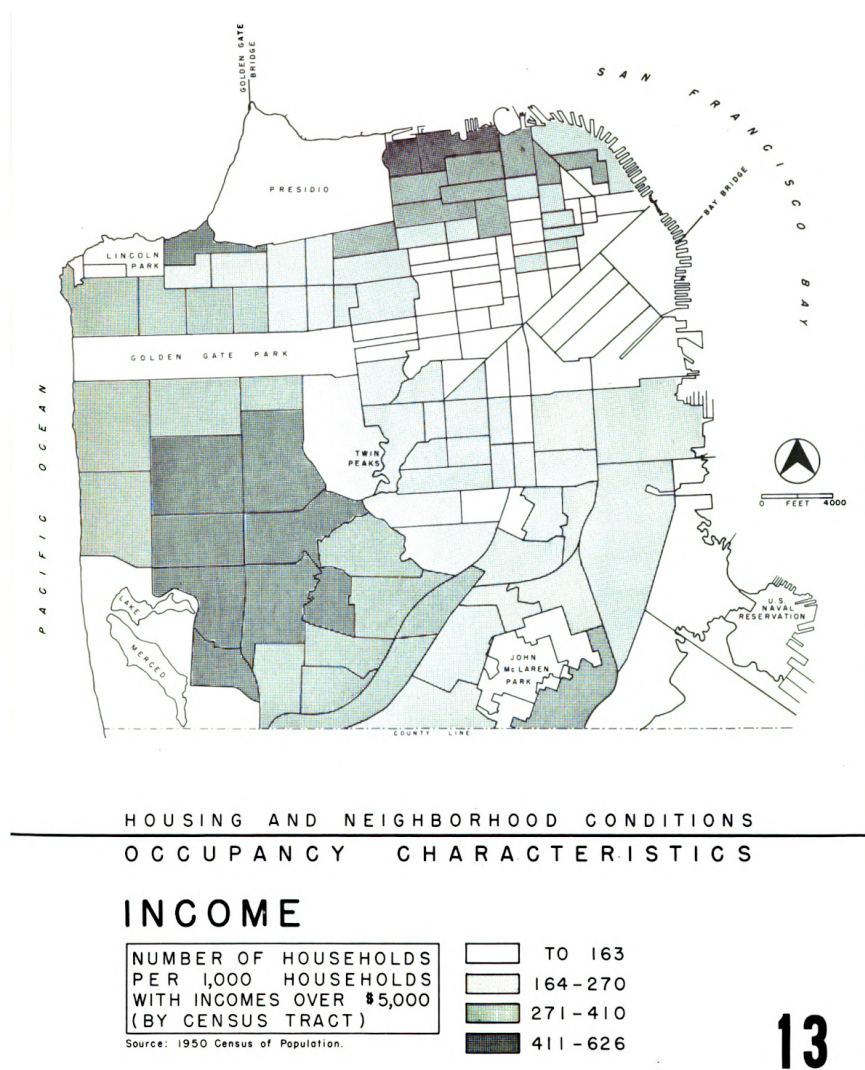 GOLDEN GATE
BRIDGE
SAN FRANCISCO BAY
PRESIDIO
BAY BRIDGE
LINCOLN
PARK
GOLDEN GATE PARK
PACIFIC OCEAN
TWIN
PEAKS
0 FEET 4000
LAKE
MERCED
U.S.
NAVAL
RESERVATION
JOHN
McLAREN
PARK
COUNTY LINE
HOUSING AND NEIGHBORHOOD CONDITIONS
OCCUPANCY CHARACTERISTICS
INCOME
NUMBER OF HOUSEHOLDS
PER 1,000 HOUSEHOLDS
WITH INCOMES OVER $5,000
(BY CENSUS TRACT)
Source: 1950 Census of Population.
TO 163
164-270
271-410
411-626
13